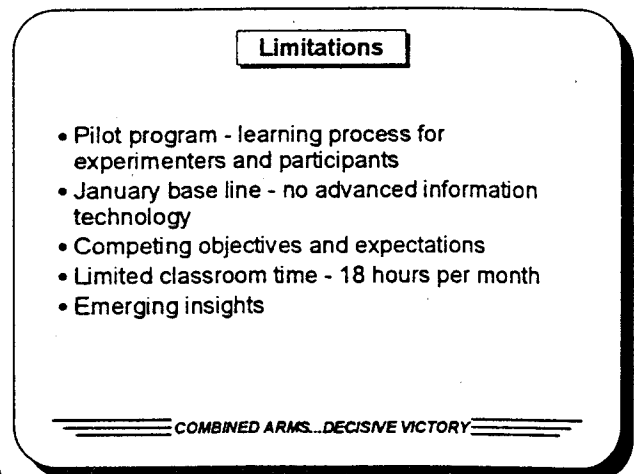 Limitations
• Pilot program - learning process for
experimenters and participants
• January base line - no advanced information
technology
• Competing objectives and expectations
• Limited classroom time - 18 hours per month
• Emerging insights
COMBINED ARMS...DECISIVE VICTORY